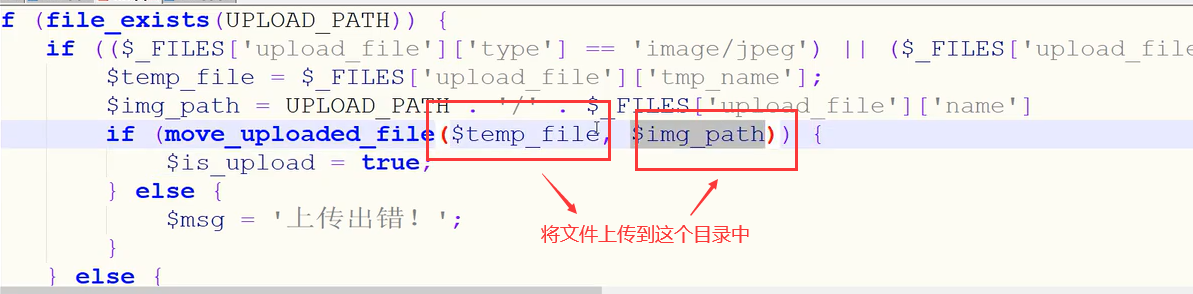 f (file_exists(UPLOAD_PATH)) {
if (($_FILES['upload_file']['type'] == 'image/jpeg') || ($_FILES['upload_file
$temp_file = $_FILES['upload_file']['tmp_name'];
$img_path = UPLOAD_PATH . '/' . $_FILES['upload_file']['name']
if (move_uploaded_file($temp_file, $img_path)) {
$is_upload = true;
} else {
$msg = '上传出错！';
将文件上传到这个目录中
}
} else {